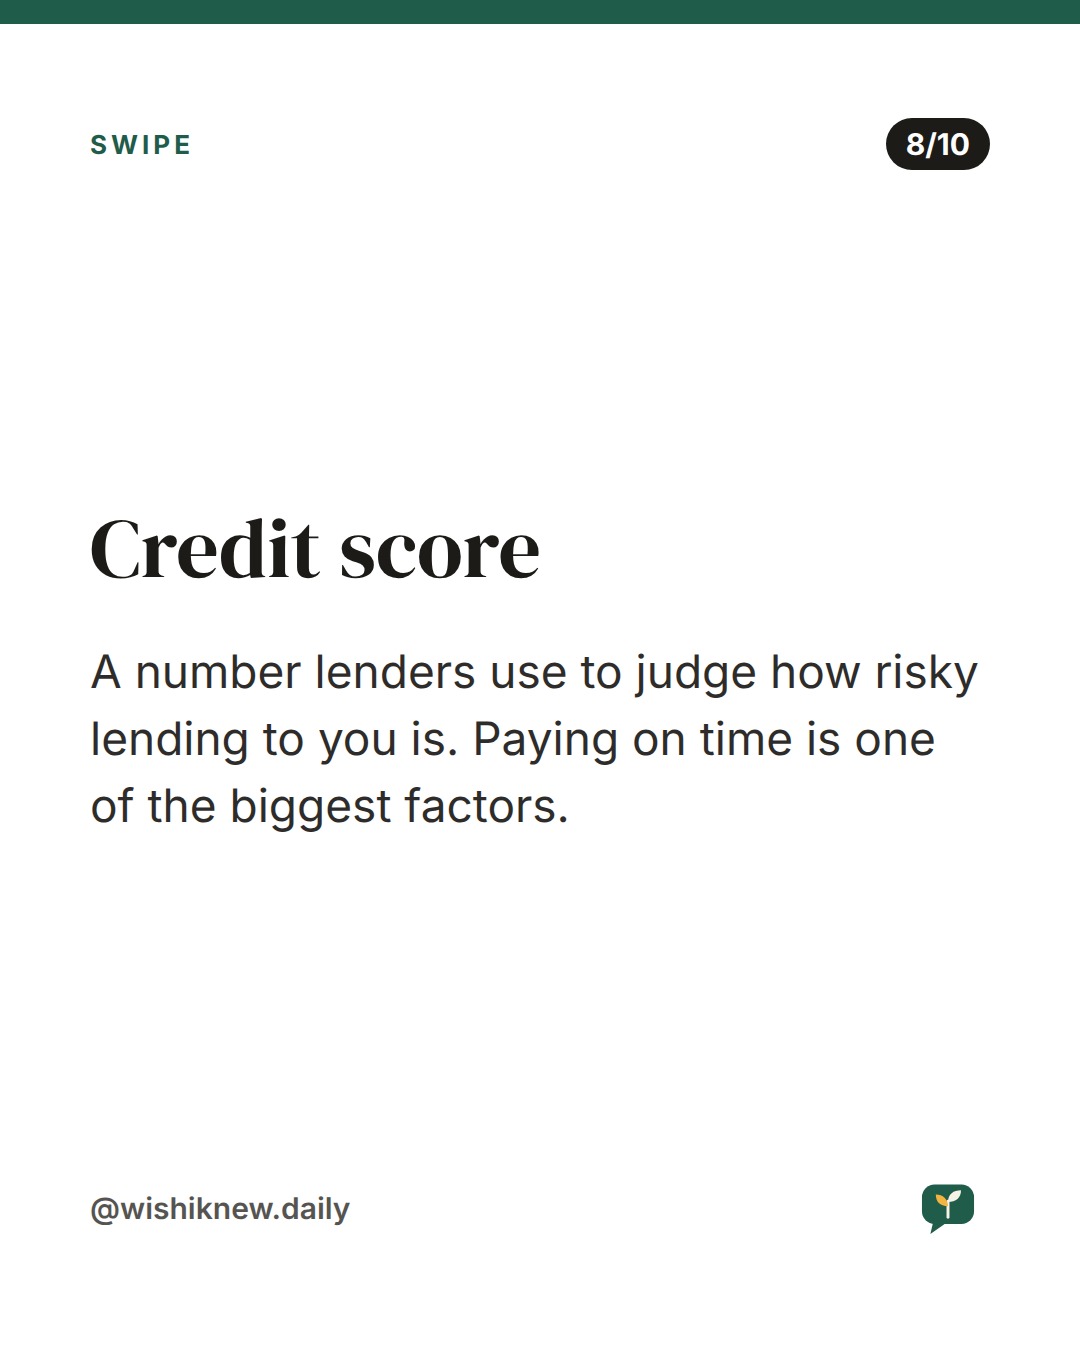 SWIPE
8/10
Credit score
A number lenders use to judge how risky
lending to you is. Paying on time is one
of the biggest factors.
@wishiknew.daily